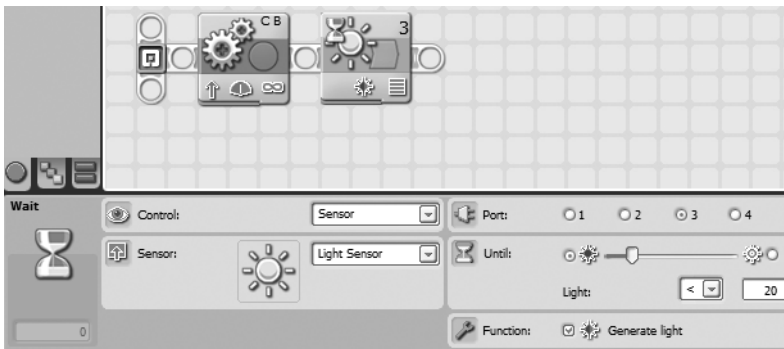 C B
3
Wait
Control: Sensor
Port: 1 2 3 4
Sensor: Light Sensor
Until:
Light: < 20
0
Function: Generate light